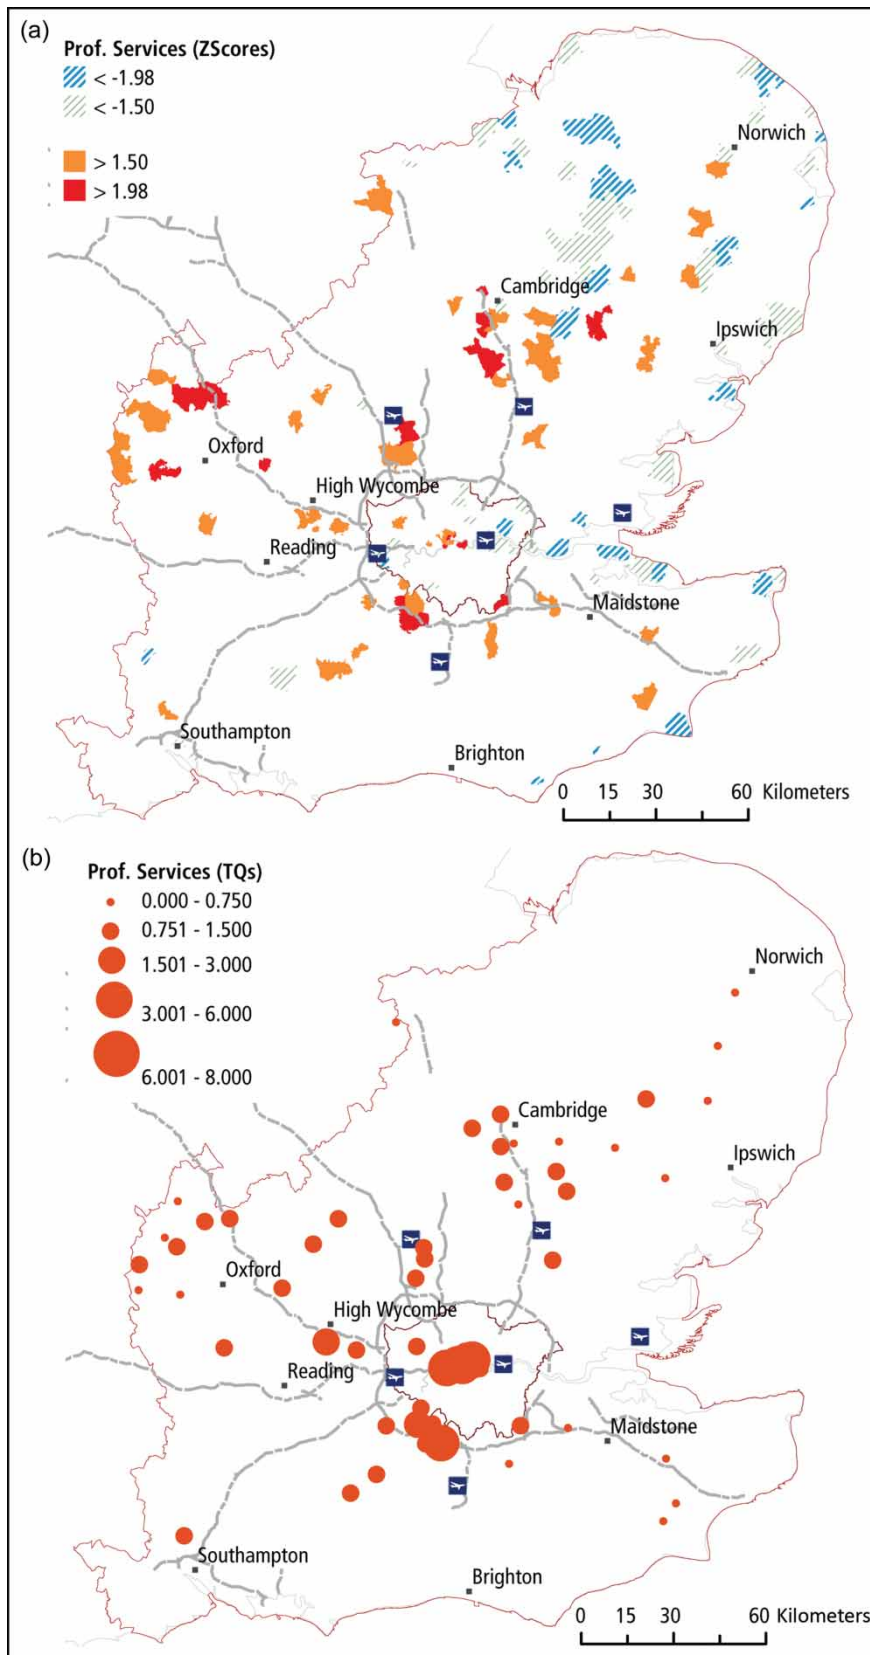 (a)
Prof. Services (ZScores)
< -1.98
< -1.50
> 1.50
> 1.98
Norwich
Cambridge
Ipswich
Oxford
High Wycombe
Reading
Maidstone
Southampton
Brighton
0 15 30 60 Kilometers
(b)
Prof. Services (TQs)
0.000 - 0.750
0.751 - 1.500
1.501 - 3.000
3.001 - 6.000
6.001 - 8.000
Norwich
Cambridge
Ipswich
Oxford
High Wycombe
Reading
Maidstone
Southampton
Brighton
0 15 30 60 Kilometers